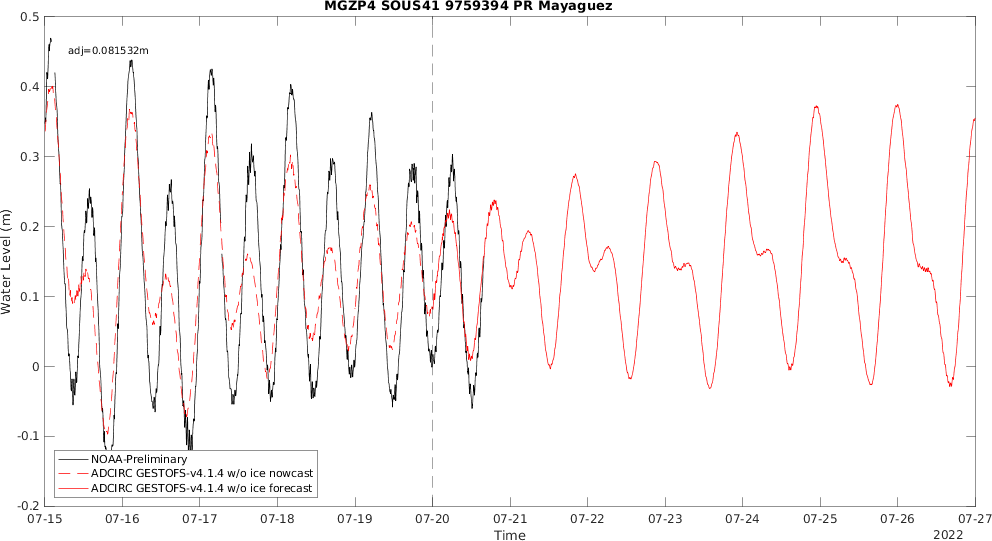 MGZP4 SOUS41 9759394 PR Mayaguez
adj=0.081532m
Water Level (m)
0.5
0.4
0.3
0.2
0.1
0
-0.1
-0.2
NOAA-Preliminary
ADCIRC GESTOFS-v4.1.4 w/o ice nowcast
ADCIRC GESTOFS-v4.1.4 w/o ice forecast
07-15 07-16 07-17 07-18 07-19 07-20 07-21 07-22 07-23 07-24 07-25 07-26 07-27
Time
2022